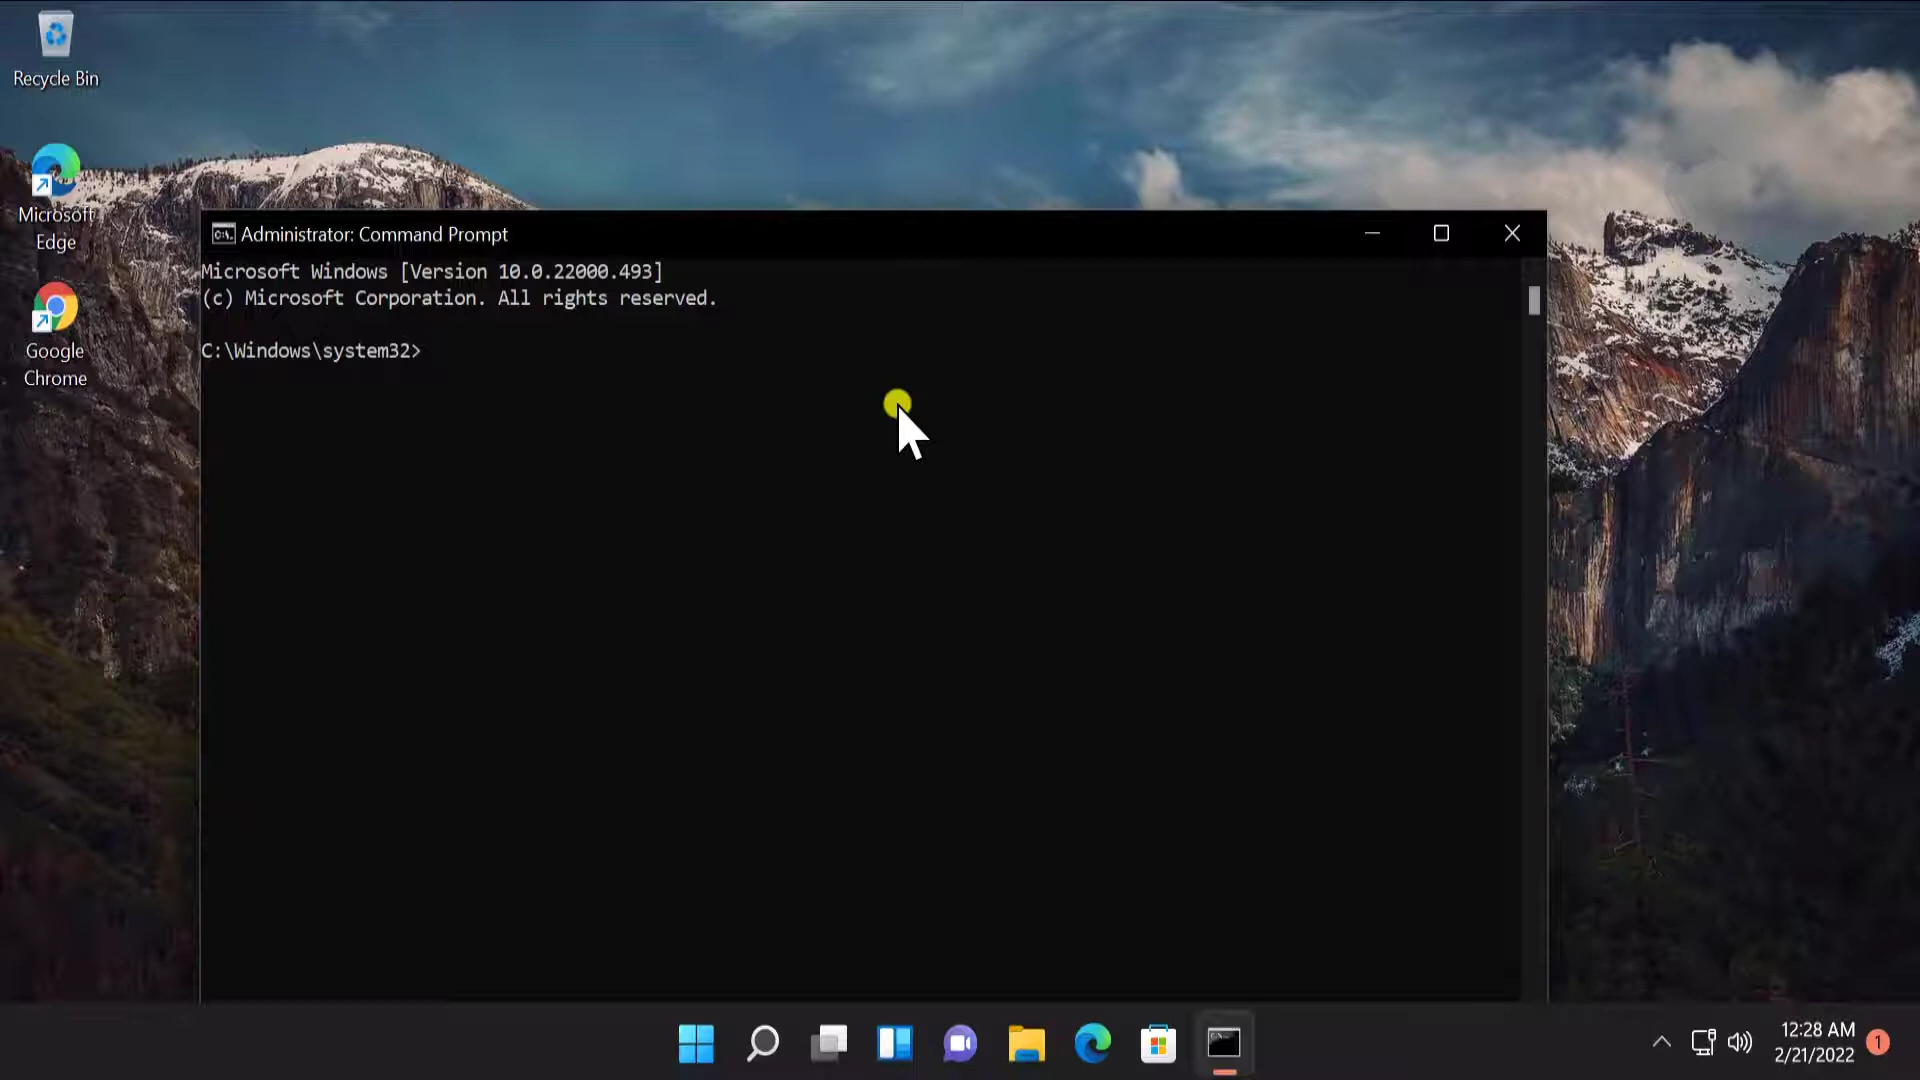 Recycle Bin
Microsoft
Edge
Google
Chrome
Administrator: Command Prompt
Microsoft Windows [Version 10.0.22000.493]
(c) Microsoft Corporation. All rights reserved.
C:\Windows\system32>
12:28 AM
2/21/2022
1